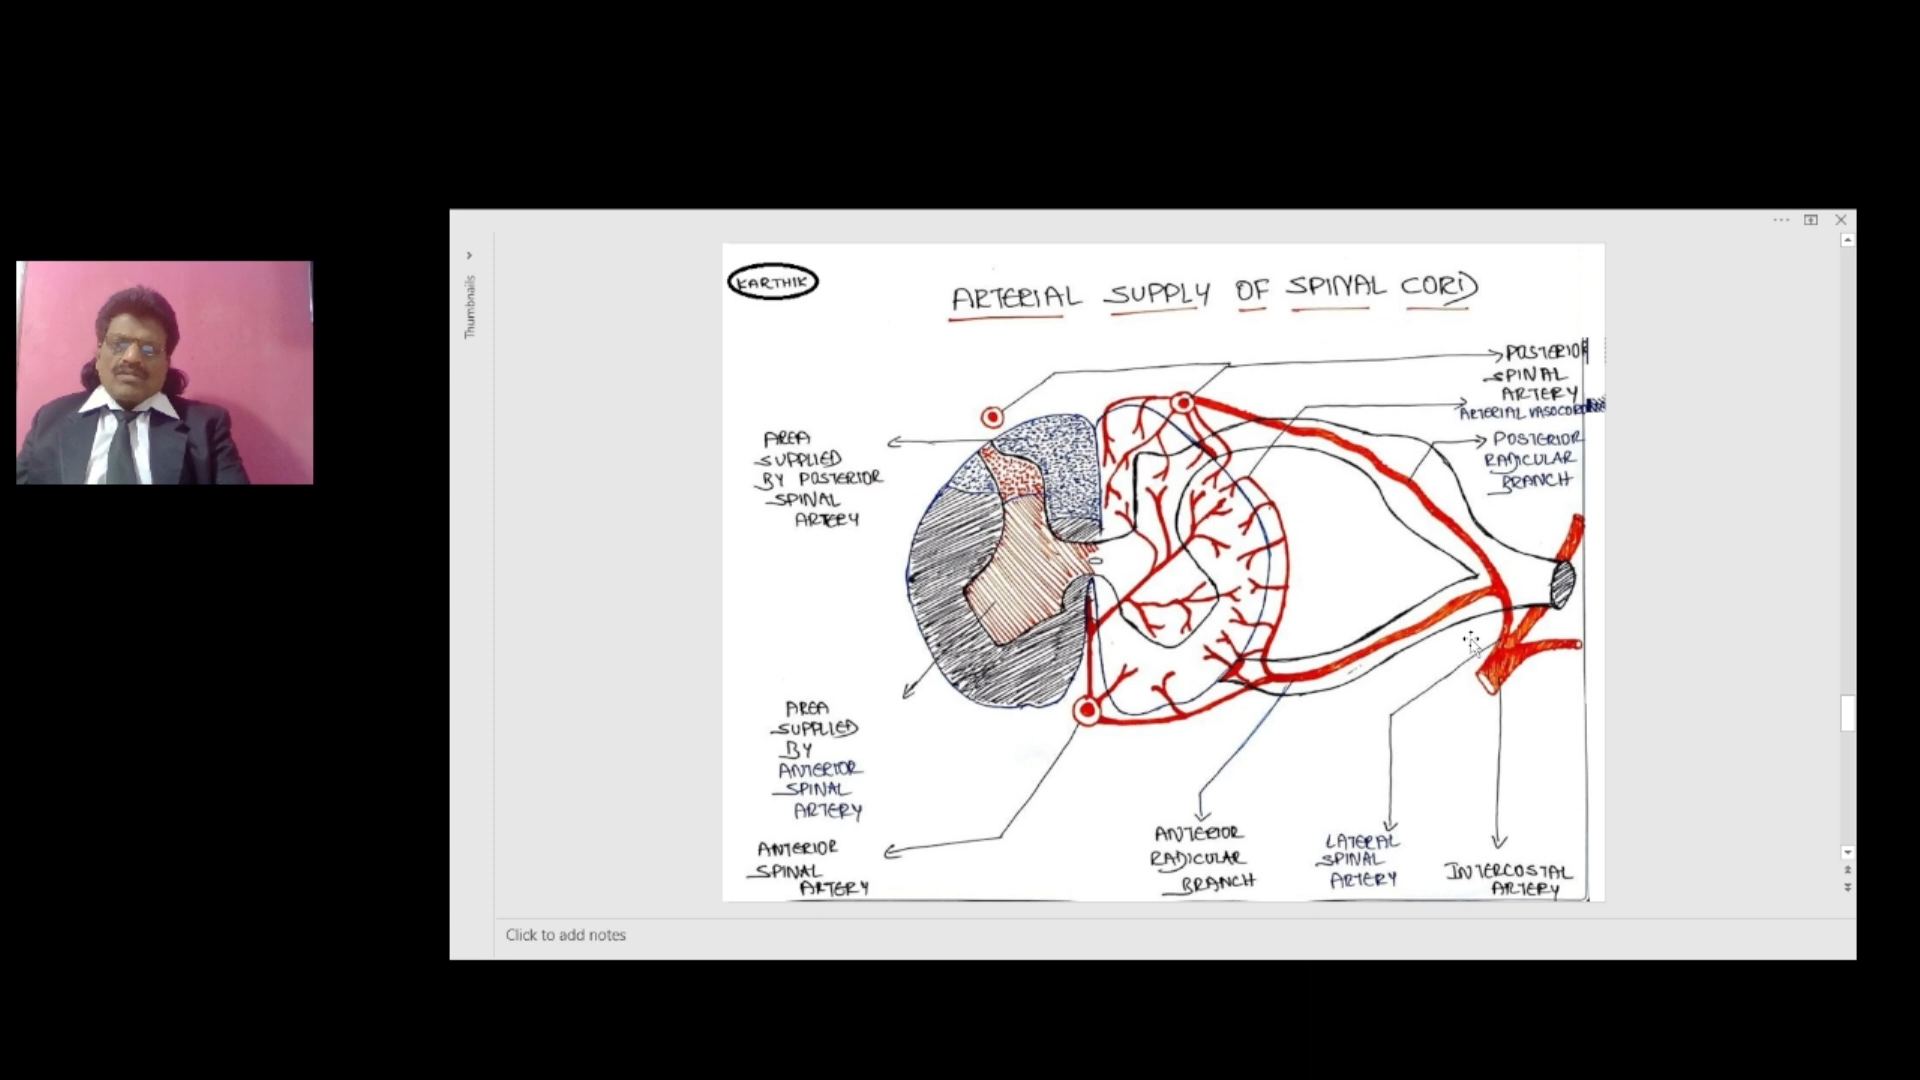 Thumbnails
KARTHIK
ARTERIAL SUPPLY OF SPINAL CORD
POSTERIOR
SPINAL
ARTERY
ARTERIAL VASOCORONA
POSTERIOR
RADICULAR
BRANCH
AREA
SUPPLIED
BY POSTERIOR
SPINAL
ARTERY
AREA
SUPPLIED
BY
ANTERIOR
SPINAL
ARTERY
ANTERIOR
SPINAL
ARTERY
ANTERIOR
RADICULAR
BRANCH
LATERAL
SPINAL
ARTERY
INTERCOSTAL
ARTERY
Click to add notes